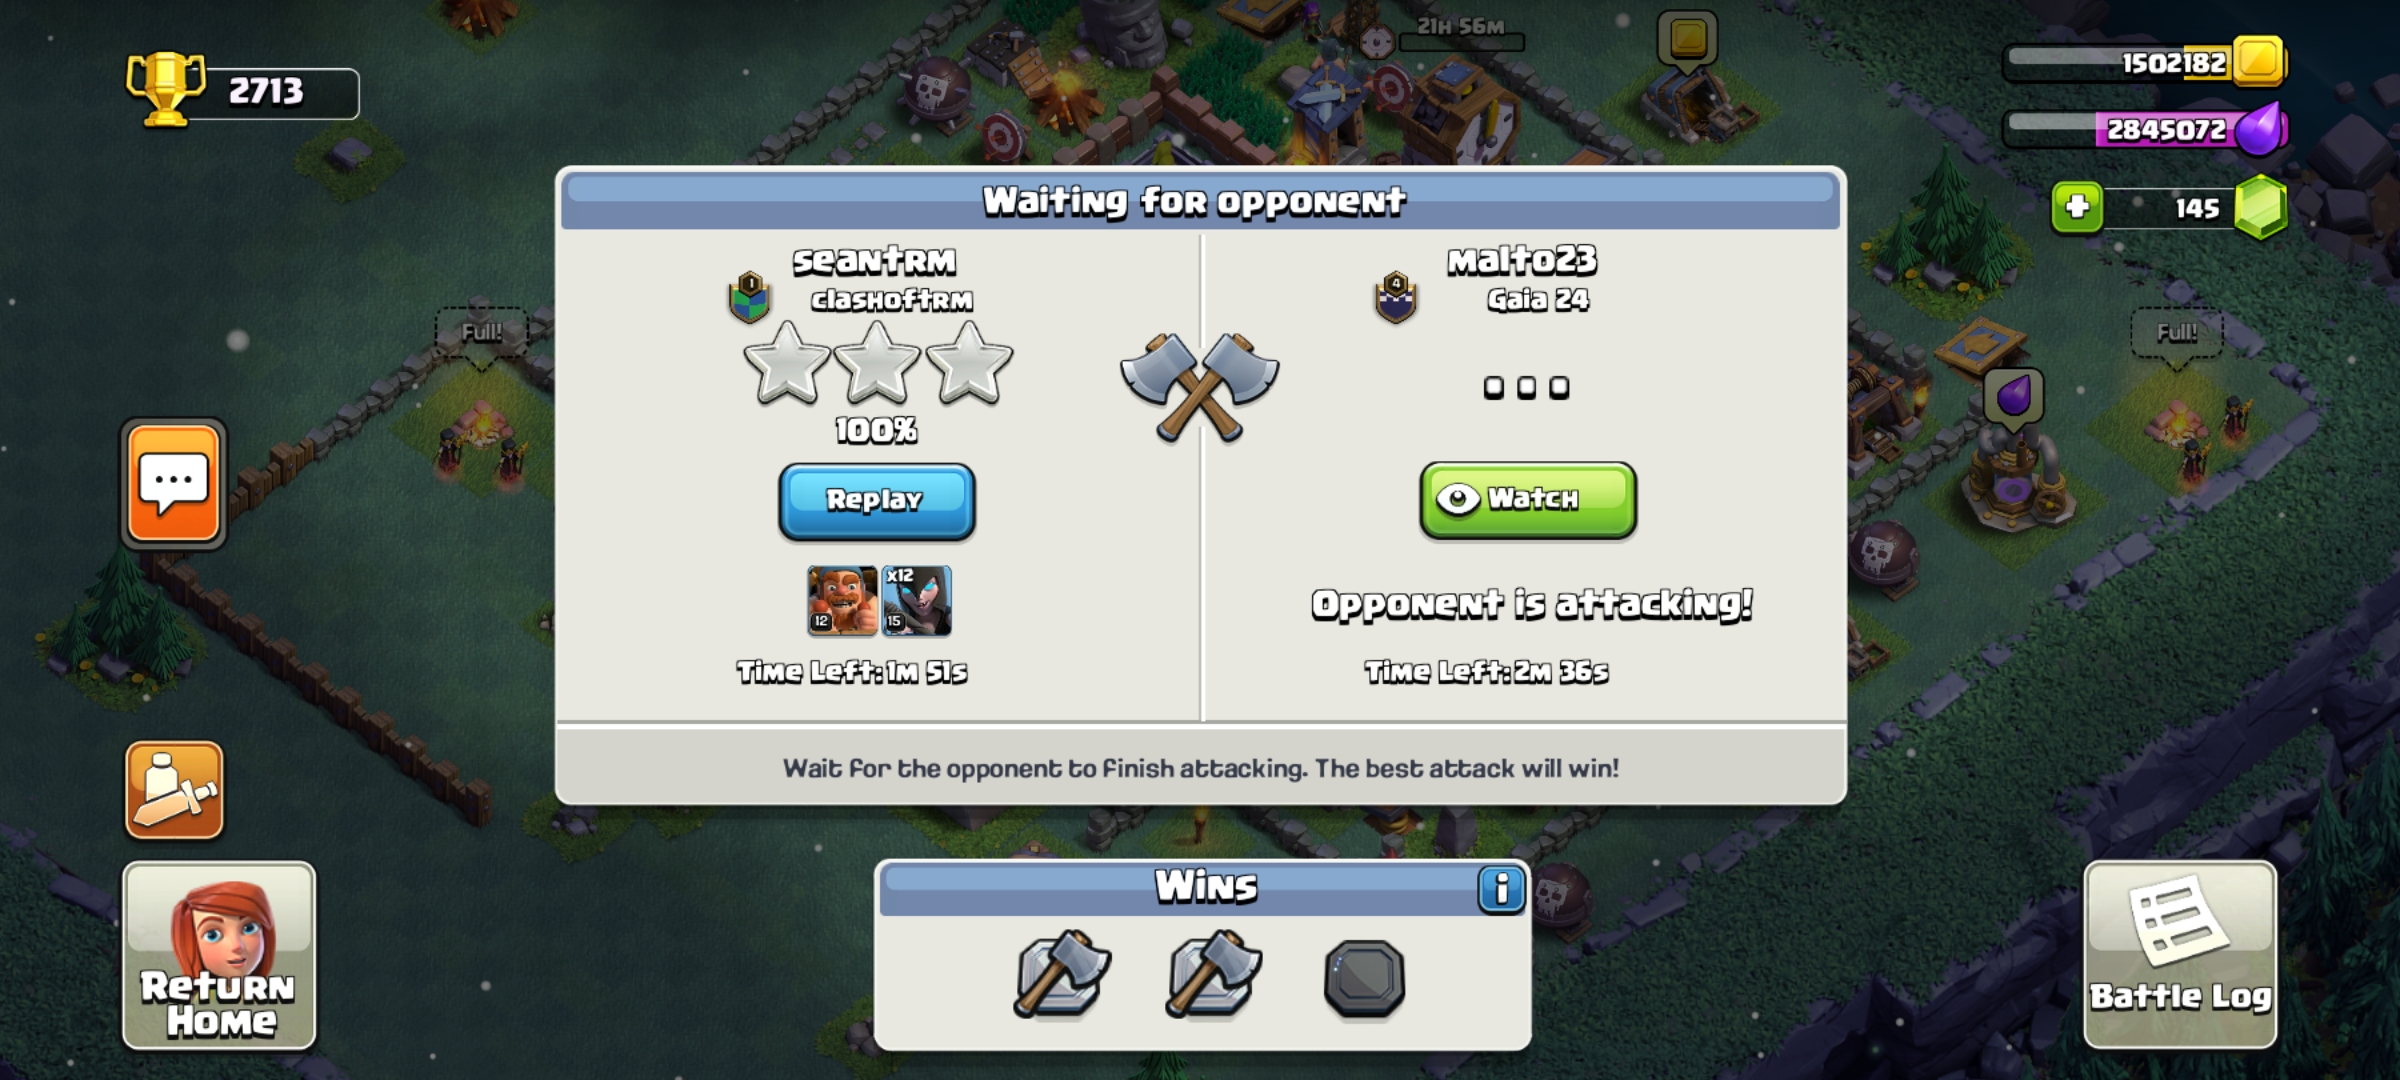 2713
21H 56M
1502182
2845072
145
Waiting for opponent
seantrm
clashoftrm
1
100%
Replay
x12
12
15
Time Left: 1M 51s
Malto23
Gaia 24
4
Watch
Opponent is attacking!
Time Left: 2M 36s
Wait for the opponent to finish attacking. The best attack will win!
Full!
Full!
Wins
i
Return
Home
Battle Log